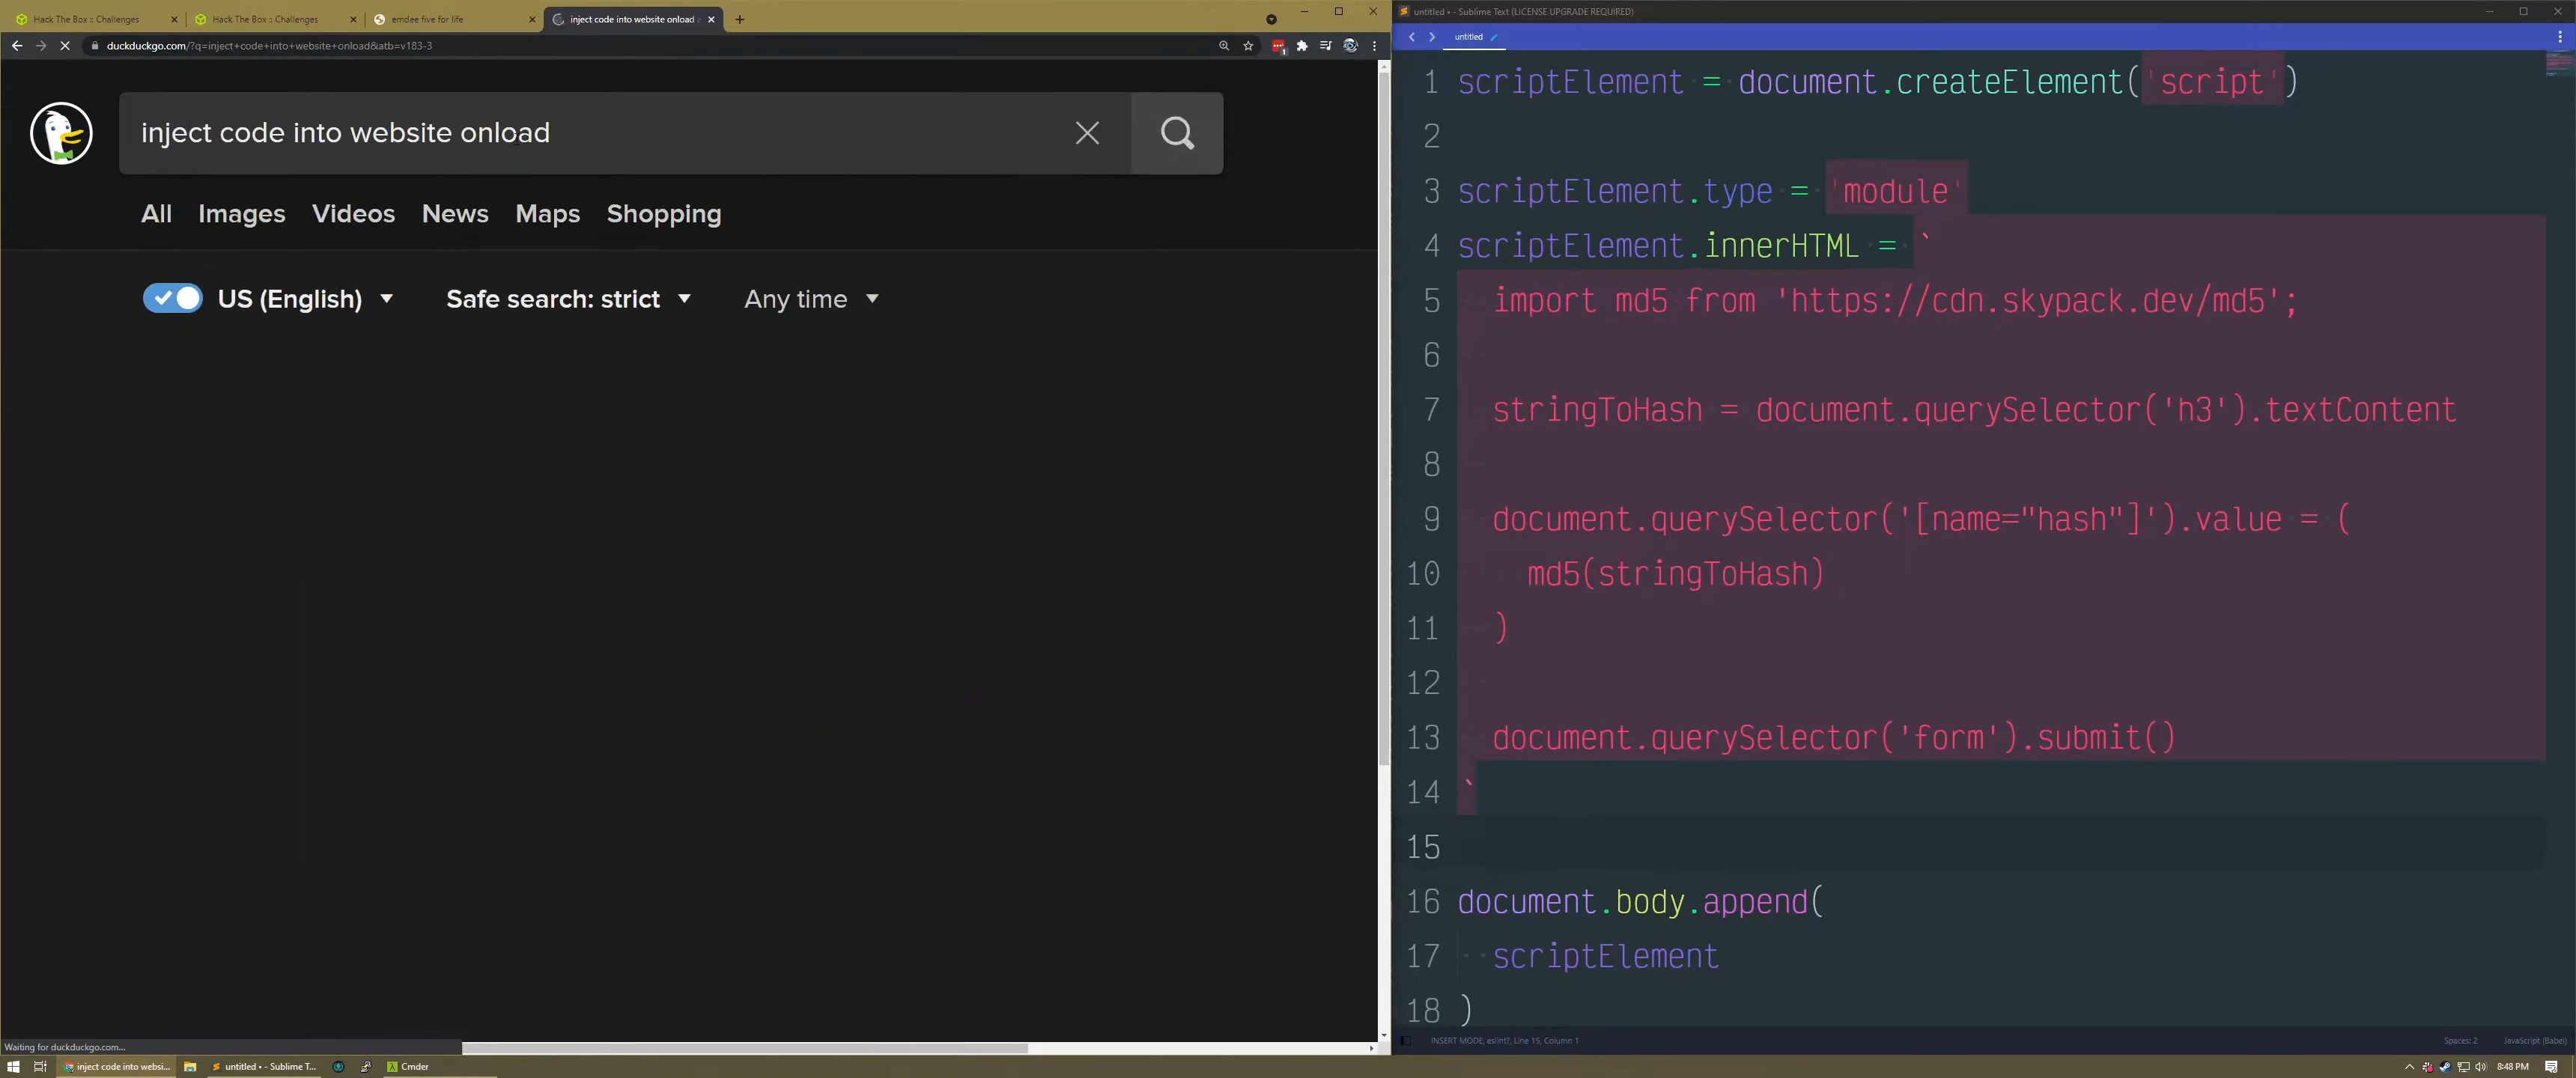 Hack The Box :: Challenges
Hack The Box :: Challenges
emdee five for life
inject code into website onload
duckduckgo.com/?q=inject+code+into+website+onload&atb=v183-3
1
inject code into website onload
All Images Videos News Maps Shopping
US (English) Safe search: strict Any time
Waiting for duckduckgo.com...
untitled • - Sublime Text (LICENSE UPGRADE REQUIRED)
untitled
1 scriptElement = document.createElement('script')
2
3 scriptElement.type = 'module'
4 scriptElement.innerHTML = `
5 import md5 from 'https://cdn.skypack.dev/md5';
6
7 stringToHash = document.querySelector('h3').textContent
8
9 document.querySelector('[name="hash"]').value = (
10 md5(stringToHash)
11 )
12
13 document.querySelector('form').submit()
14 `
15
16 document.body.append(
17 scriptElement
18 )
INSERT MODE, eslint?, Line 15, Column 1
Spaces: 2 JavaScript (Babel)
inject code into websi...
untitled • - Sublime T...
Cmder
8:48 PM